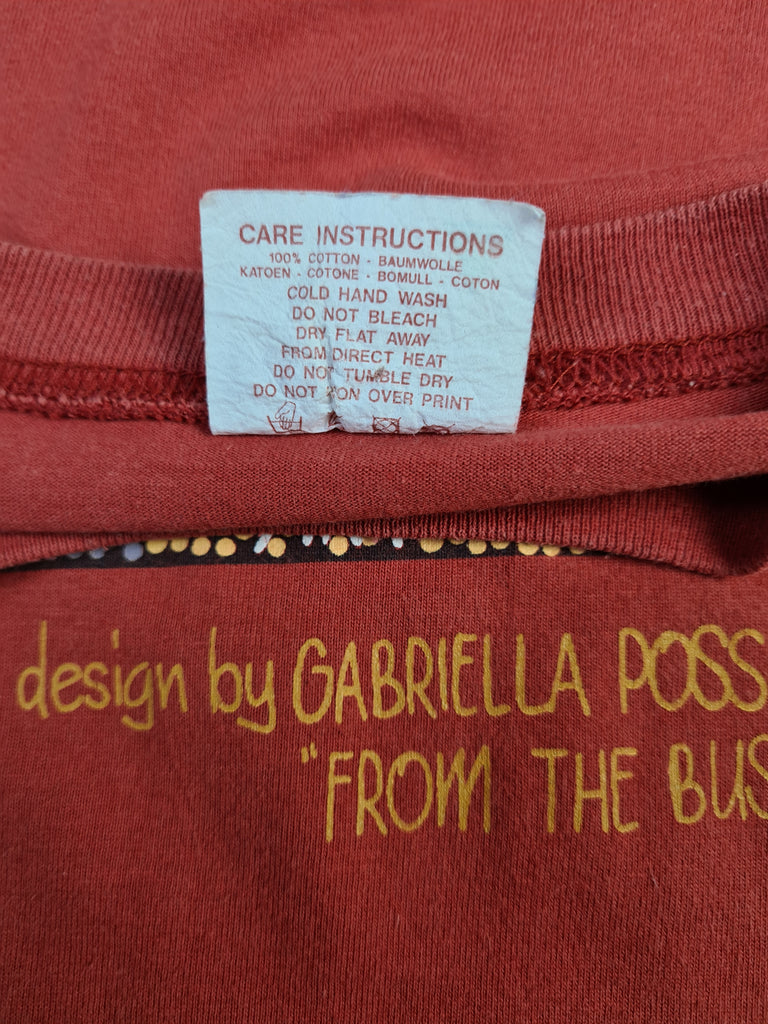 CARE INSTRUCTIONS
100% COTTON - BAUMWOLLE
KATOEN - COTONE - BOMULL - COTON
COLD HAND WASH
DO NOT BLEACH
DRY FLAT AWAY
FROM DIRECT HEAT
DO NOT TUMBLE DRY
DO NOT IRON OVER PRINT
design by GABRIELLA POSS
"FROM THE BUS